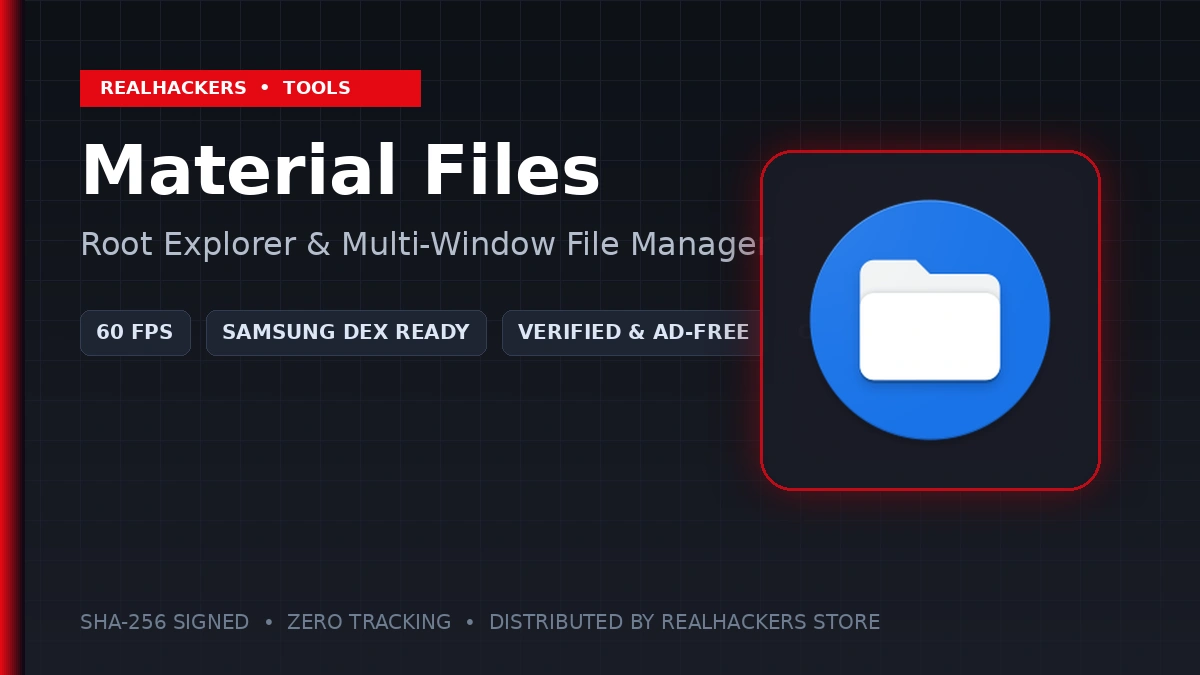 REALHACKERS • TOOLS
Material Files
Root Explorer & Multi-Window File Manager
60 FPS
SAMSUNG DEX READY
VERIFIED & AD-FREE
SHA-256 SIGNED • ZERO TRACKING • DISTRIBUTED BY REALHACKERS STORE